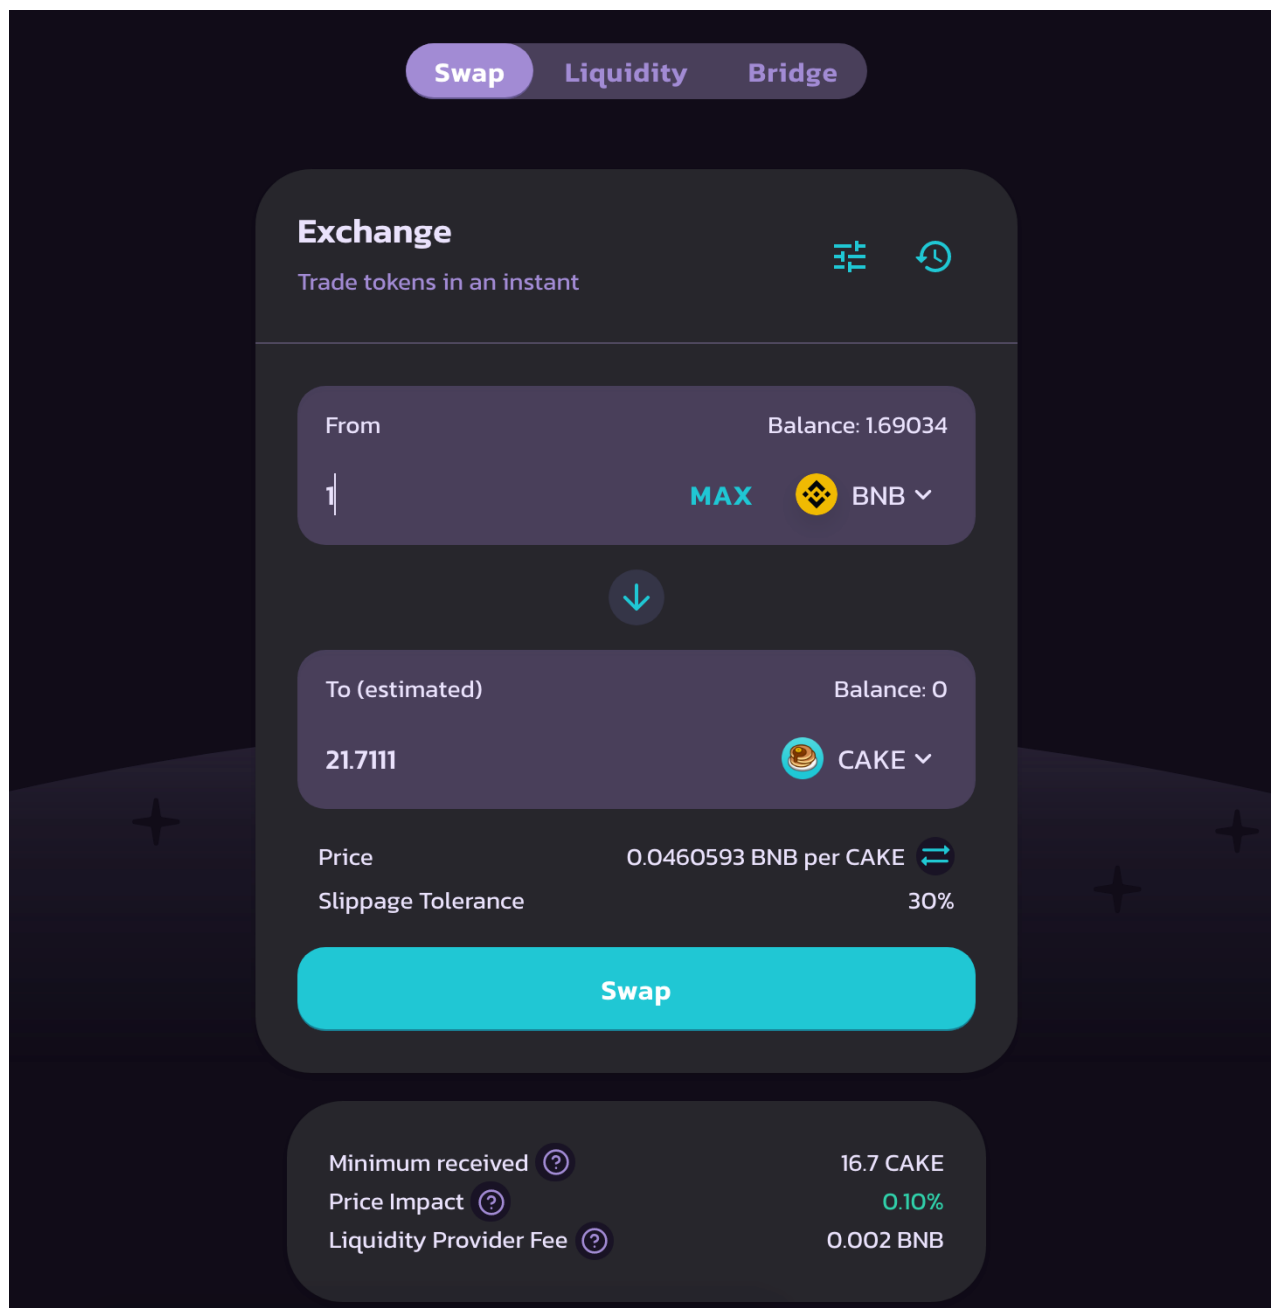 Swap Liquidity Bridge
Exchange
Trade tokens in an instant
From Balance: 1.69034
1 MAX BNB
To (estimated) Balance: 0
21.7111 CAKE
Price 0.0460593 BNB per CAKE
Slippage Tolerance 30%
Swap
Minimum received ? 16.7 CAKE
Price Impact ? 0.10%
Liquidity Provider Fee ? 0.002 BNB